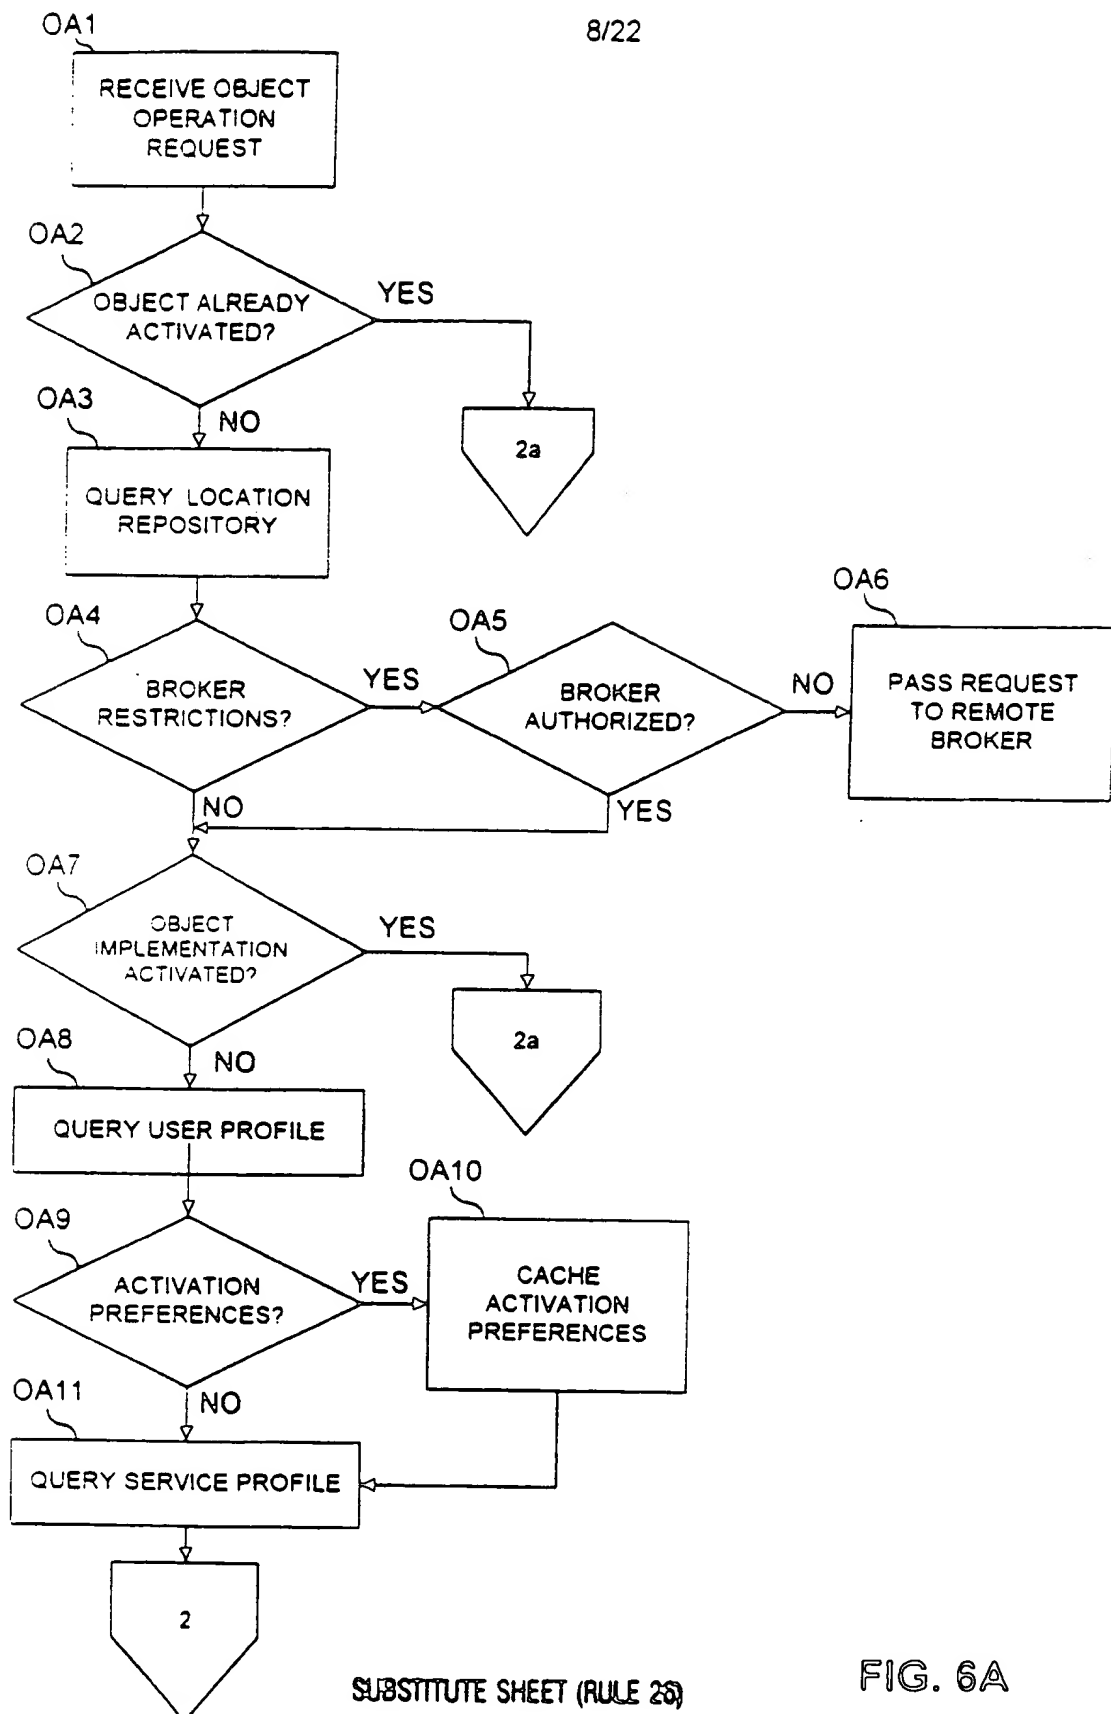 OA1
8/22
RECEIVE OBJECT
OPERATION
REQUEST
OA2
OBJECT ALREADY
ACTIVATED?
YES
2a
NO
OA3
QUERY LOCATION
REPOSITORY
OA4
BROKER
RESTRICTIONS?
YES
OA5
BROKER
AUTHORIZED?
NO
OA6
PASS REQUEST
TO REMOTE
BROKER
NO
YES
OA7
OBJECT
IMPLEMENTATION
ACTIVATED?
YES
2a
NO
OA8
QUERY USER PROFILE
OA9
ACTIVATION
PREFERENCES?
YES
OA10
CACHE
ACTIVATION
PREFERENCES
NO
OA11
QUERY SERVICE PROFILE
2
SUBSTITUTE SHEET (RULE 26)
FIG. 6A